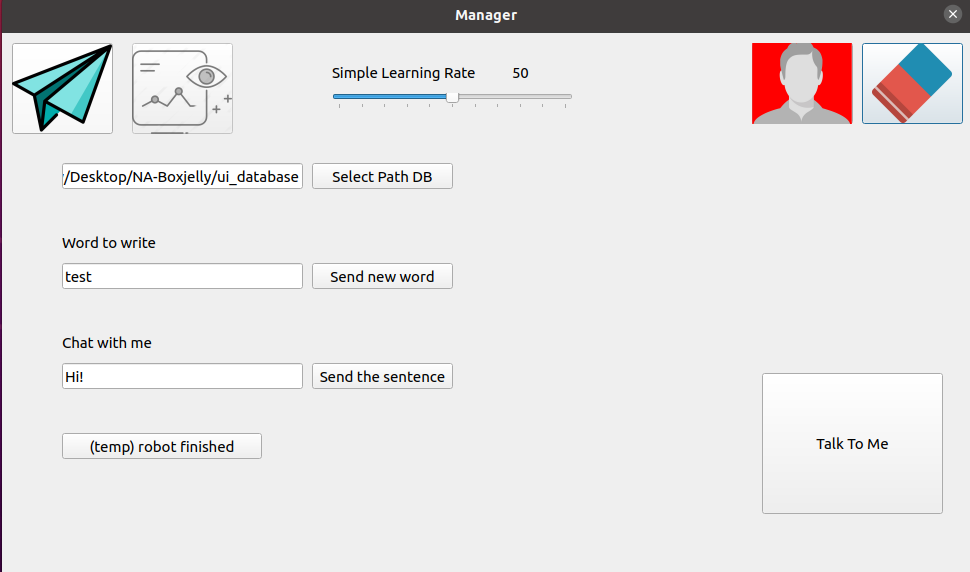 Manager
Simple Learning Rate 50
/Desktop/NA-Boxjelly/ui_database Select Path DB
Word to write
test Send new word
Chat with me
Hi! Send the sentence
(temp) robot finished
Talk To Me